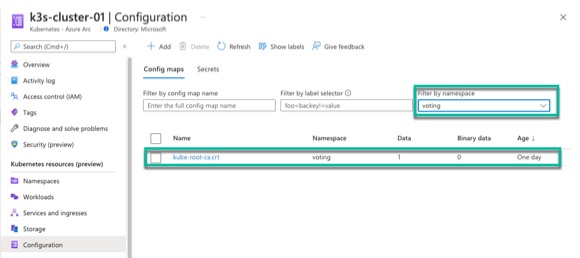 k3s-cluster-01 | Configuration ...
Kubernetes - Azure Arc Directory: Microsoft
Search (Cmd+/)
Overview
Activity log
Access control (IAM)
Tags
Diagnose and solve problems
Security (preview)
Kubernetes resources (preview)
Namespaces
Workloads
Services and ingresses
Storage
Configuration
Add Delete Refresh Show labels Give feedback
Config maps Secrets
Filter by config map name Filter by label selector Filter by namespace
Enter the full config map name foo=bar,key!=value voting
Name Namespace Data Binary data Age ↓
kube-root-ca.crt voting 1 0 One day